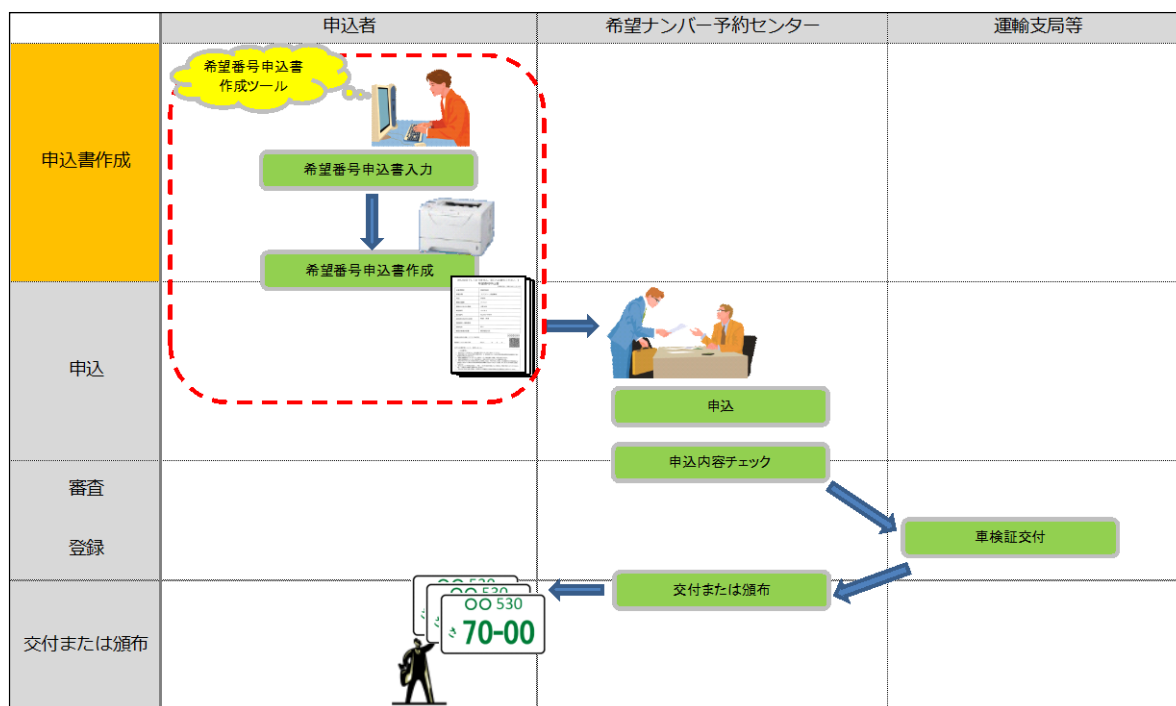 申込者
希望ナンバー予約センター
運輸支局等
申込書作成
希望番号申込書
作成ツール
希望番号申込書入力
希望番号申込書作成
申込
申込
申込内容チェック
審査
登録
車検証交付
交付または頒布
交付または頒布
530
530
〇〇 530
さ 70-00